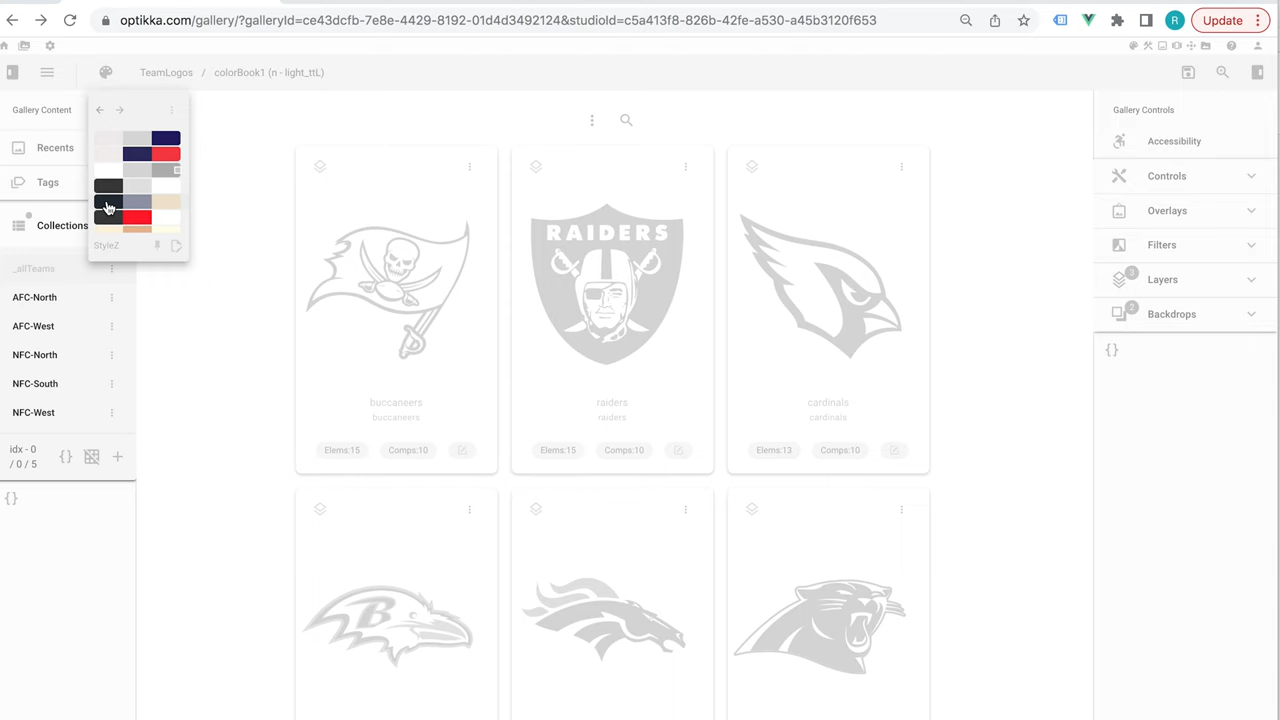 optikka.com/gallery/?galleryId=ce43dcfb-7e8e-4429-8192-01d4d3492124&studioId=c5a413f8-826b-42fe-a530-a45b3120f653
R
Update
TeamLogos / colorBook1 (n - light_ttL)
Gallery Content
Recents
Tags
Collections
_allTeams
AFC-North
AFC-West
NFC-North
NFC-South
NFC-West
idx - 0
/ 0 / 5
{}
{}
StyleZ
buccaneers
buccaneers
Elems:15
Comps:10
RAIDERS
raiders
raiders
Elems:15
Comps:10
cardinals
cardinals
Elems:13
Comps:10
B
Gallery Controls
Accessibility
Controls
Overlays
Filters
3
Layers
2
Backdrops
{}